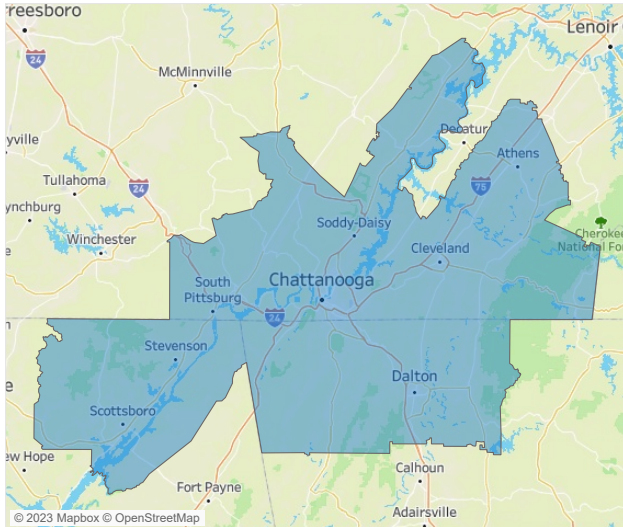 reesboro
Lenoir
24
McMinnville
Decatur
yville
Athens
Tullahoma
24
75
ynchburg
Soddy-Daisy
Cheroke
National Fo
Winchester
Cleveland
South
Pittsburg
Chattanooga
24
Stevenson
Dalton
Scottsboro
ew Hope
Calhoun
Fort Payne
Adairsville
© 2023 Mapbox © OpenStreetMap